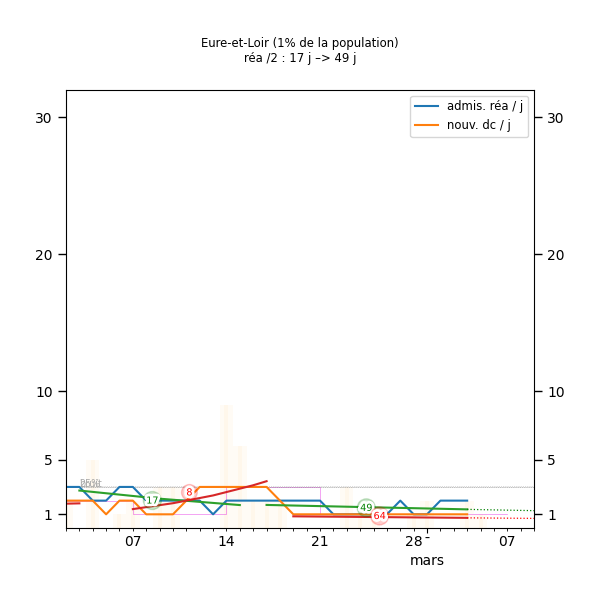 Eure-et-Loir (1% de la population)
réa /2 : 17 j –> 49 j
admis. réa / j
nouv. dc / j
30 30
20 20
10 10
5 5
1 1
17 8 49 64
07 14 21 28 07
mars